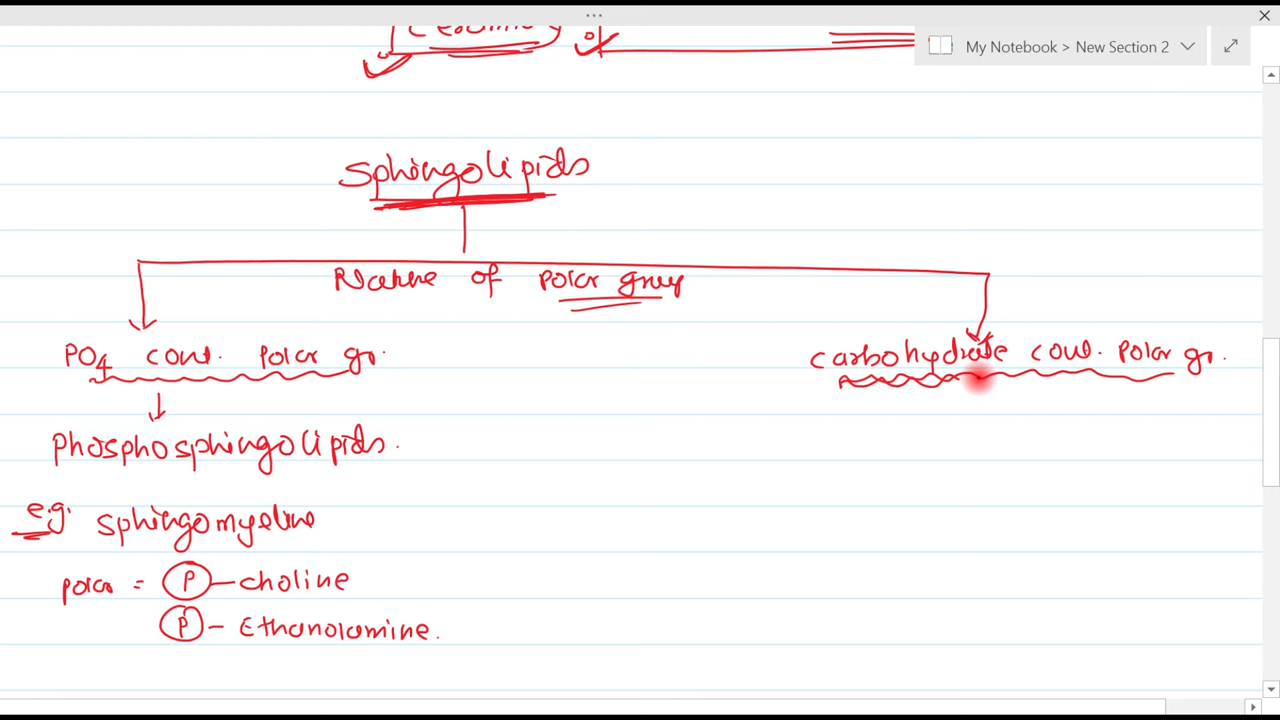 My Notebook > New Section 2
Sphingolipids
Nature of polar group
PO4 cont. Polar gr.
carbohydrate cont. Polar gr.
Phosphosphingolipids.
e.g. Sphingomyeline
polar = P - choline
P - Ethanolamine.